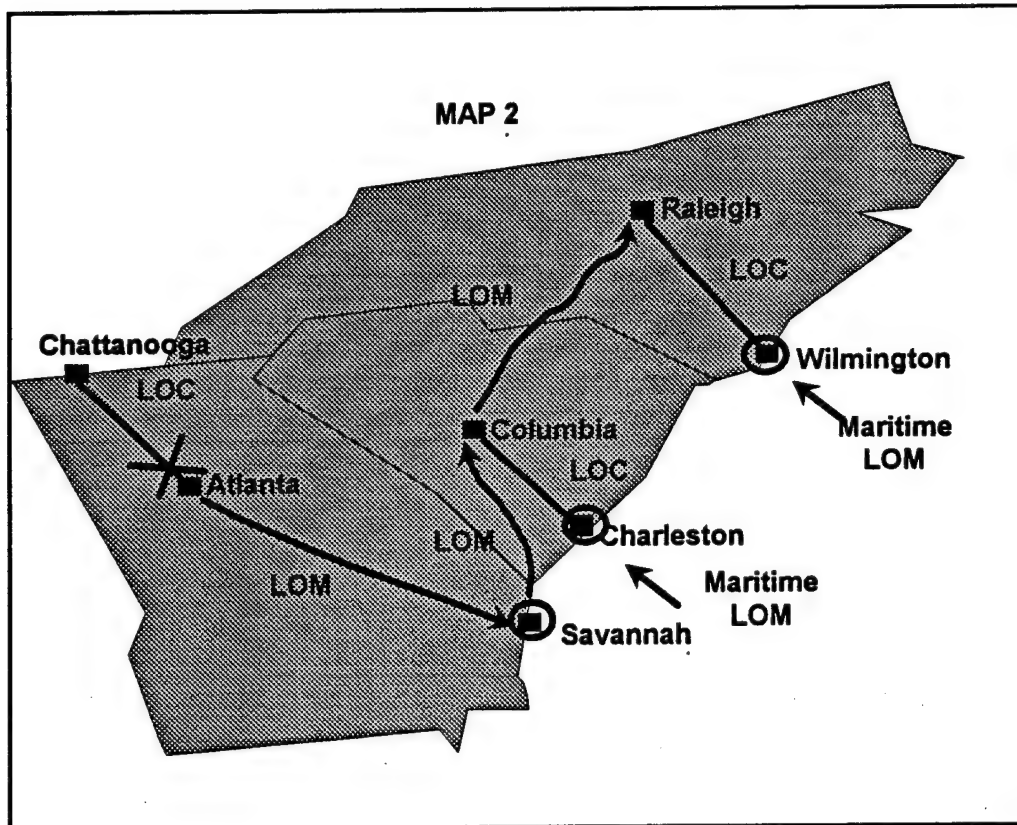 MAP 2
Raleigh
LOC
LOM
Chattanooga
LOC
Wilmington
Maritime
LOM
Columbia
LOC
Atlanta
LOM
Charleston
LOM
Maritime
LOM
Savannah